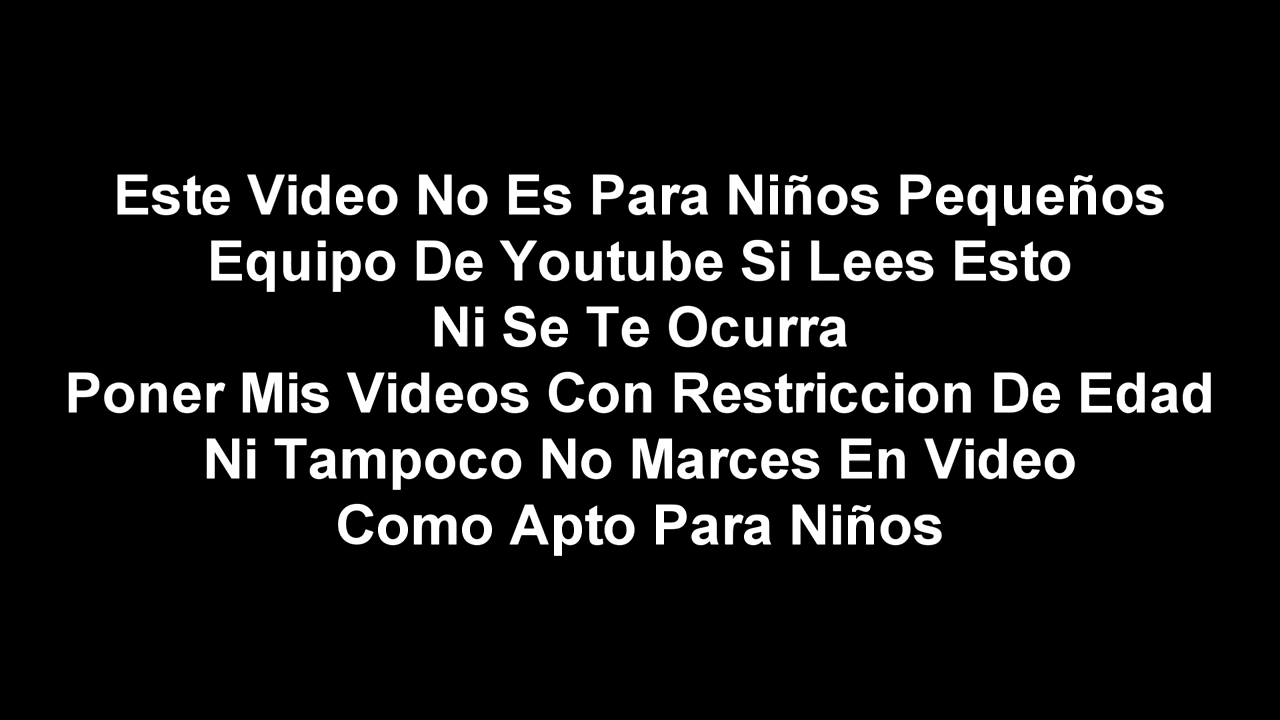 Este Video No Es Para Niños Pequeños
Equipo De Youtube Si Lees Esto
Ni Se Te Ocurra
Poner Mis Videos Con Restriccion De Edad
Ni Tampoco No Marces En Video
Como Apto Para Niños